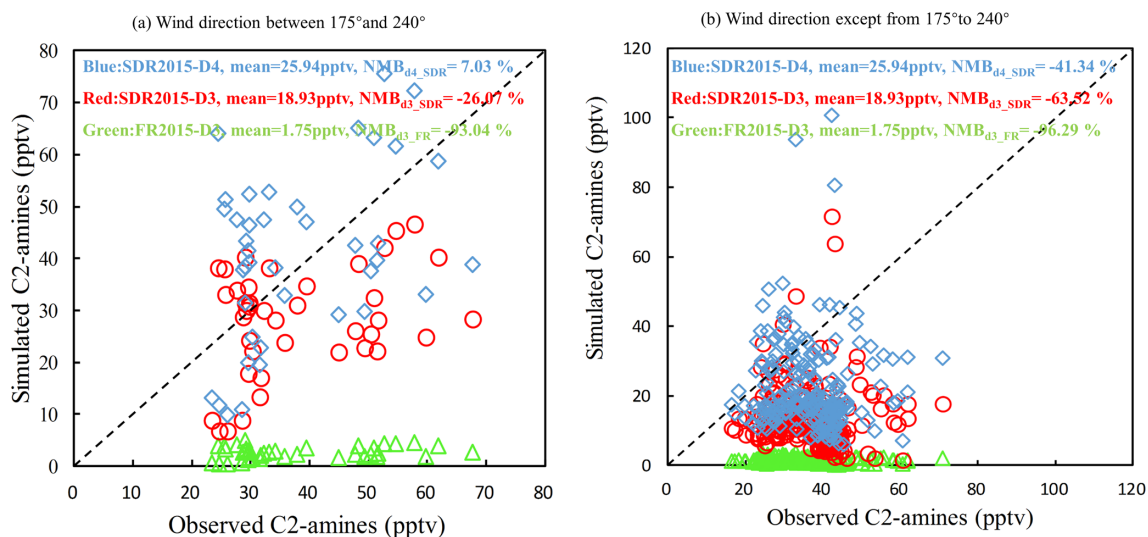 (a) Wind direction between 175°and 240°
Blue:SDR2015-D4, mean=25.94pptv, NMBd4_SDR= 7.03 %
Red:SDR2015-D3, mean=18.93pptv, NMBd3_SDR= -26.07 %
Green:FR2015-D3, mean=1.75pptv, NMBd3_FR= -93.04 %
Simulated C2-amines (pptv)
80
70
60
50
40
30
20
10
0
0 10 20 30 40 50 60 70 80
Observed C2-amines (pptv)
(b) Wind direction except from 175°to 240°
Blue:SDR2015-D4, mean=25.94pptv, NMBd4_SDR= -41.34 %
Red:SDR2015-D3, mean=18.93pptv, NMBd3_SDR= -63.52 %
Green:FR2015-D3, mean=1.75pptv, NMBd3_FR= -96.29 %
Simulated C2-amines (pptv)
120
100
80
60
40
20
0
0 20 40 60 80 100 120
Observed C2-amines (pptv)